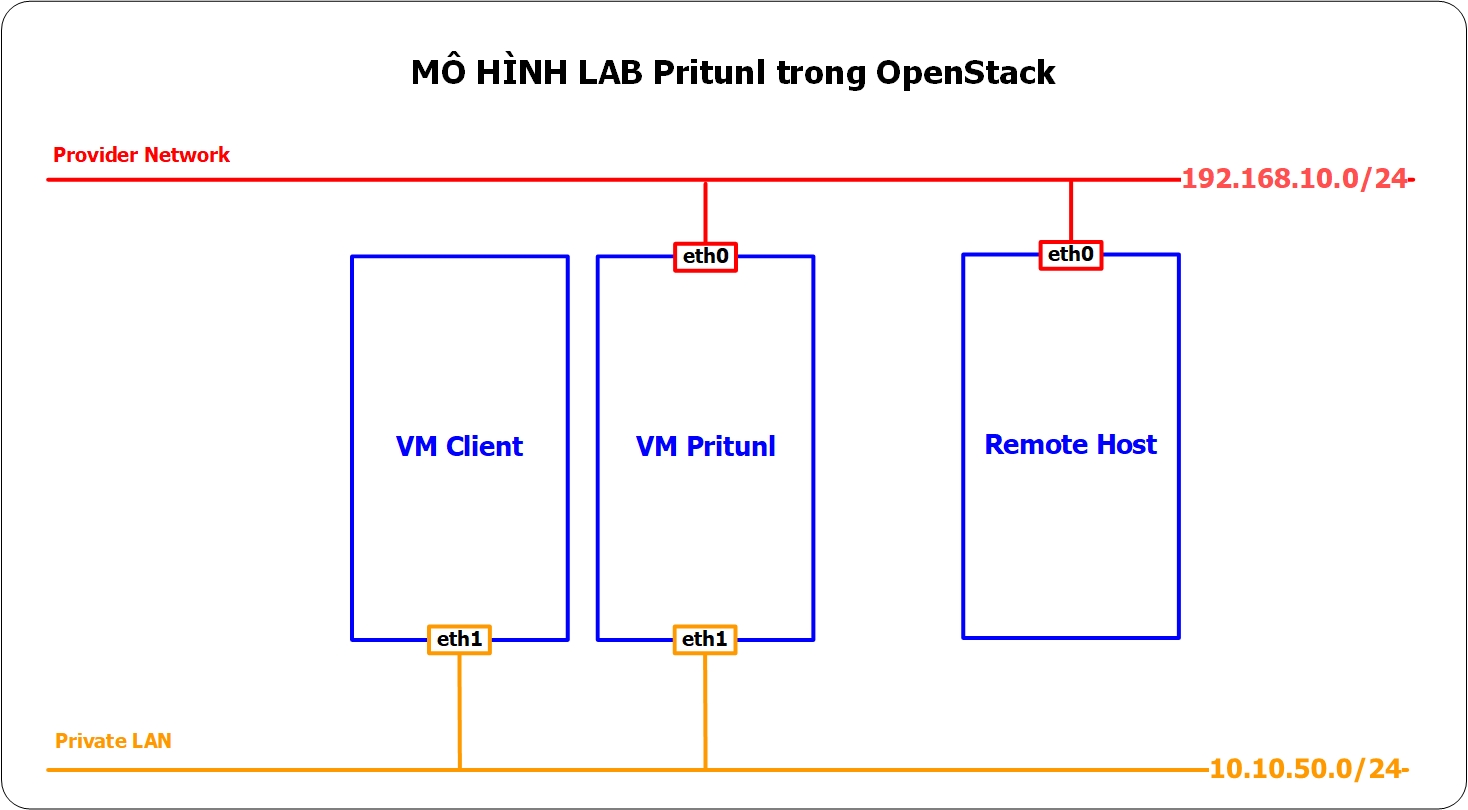 MÔ HÌNH LAB Pritunl trong OpenStack
Provider Network
192.168.10.0/24
eth0
eth0
VM Client
VM Pritunl
Remote Host
eth1
eth1
Private LAN
10.10.50.0/24